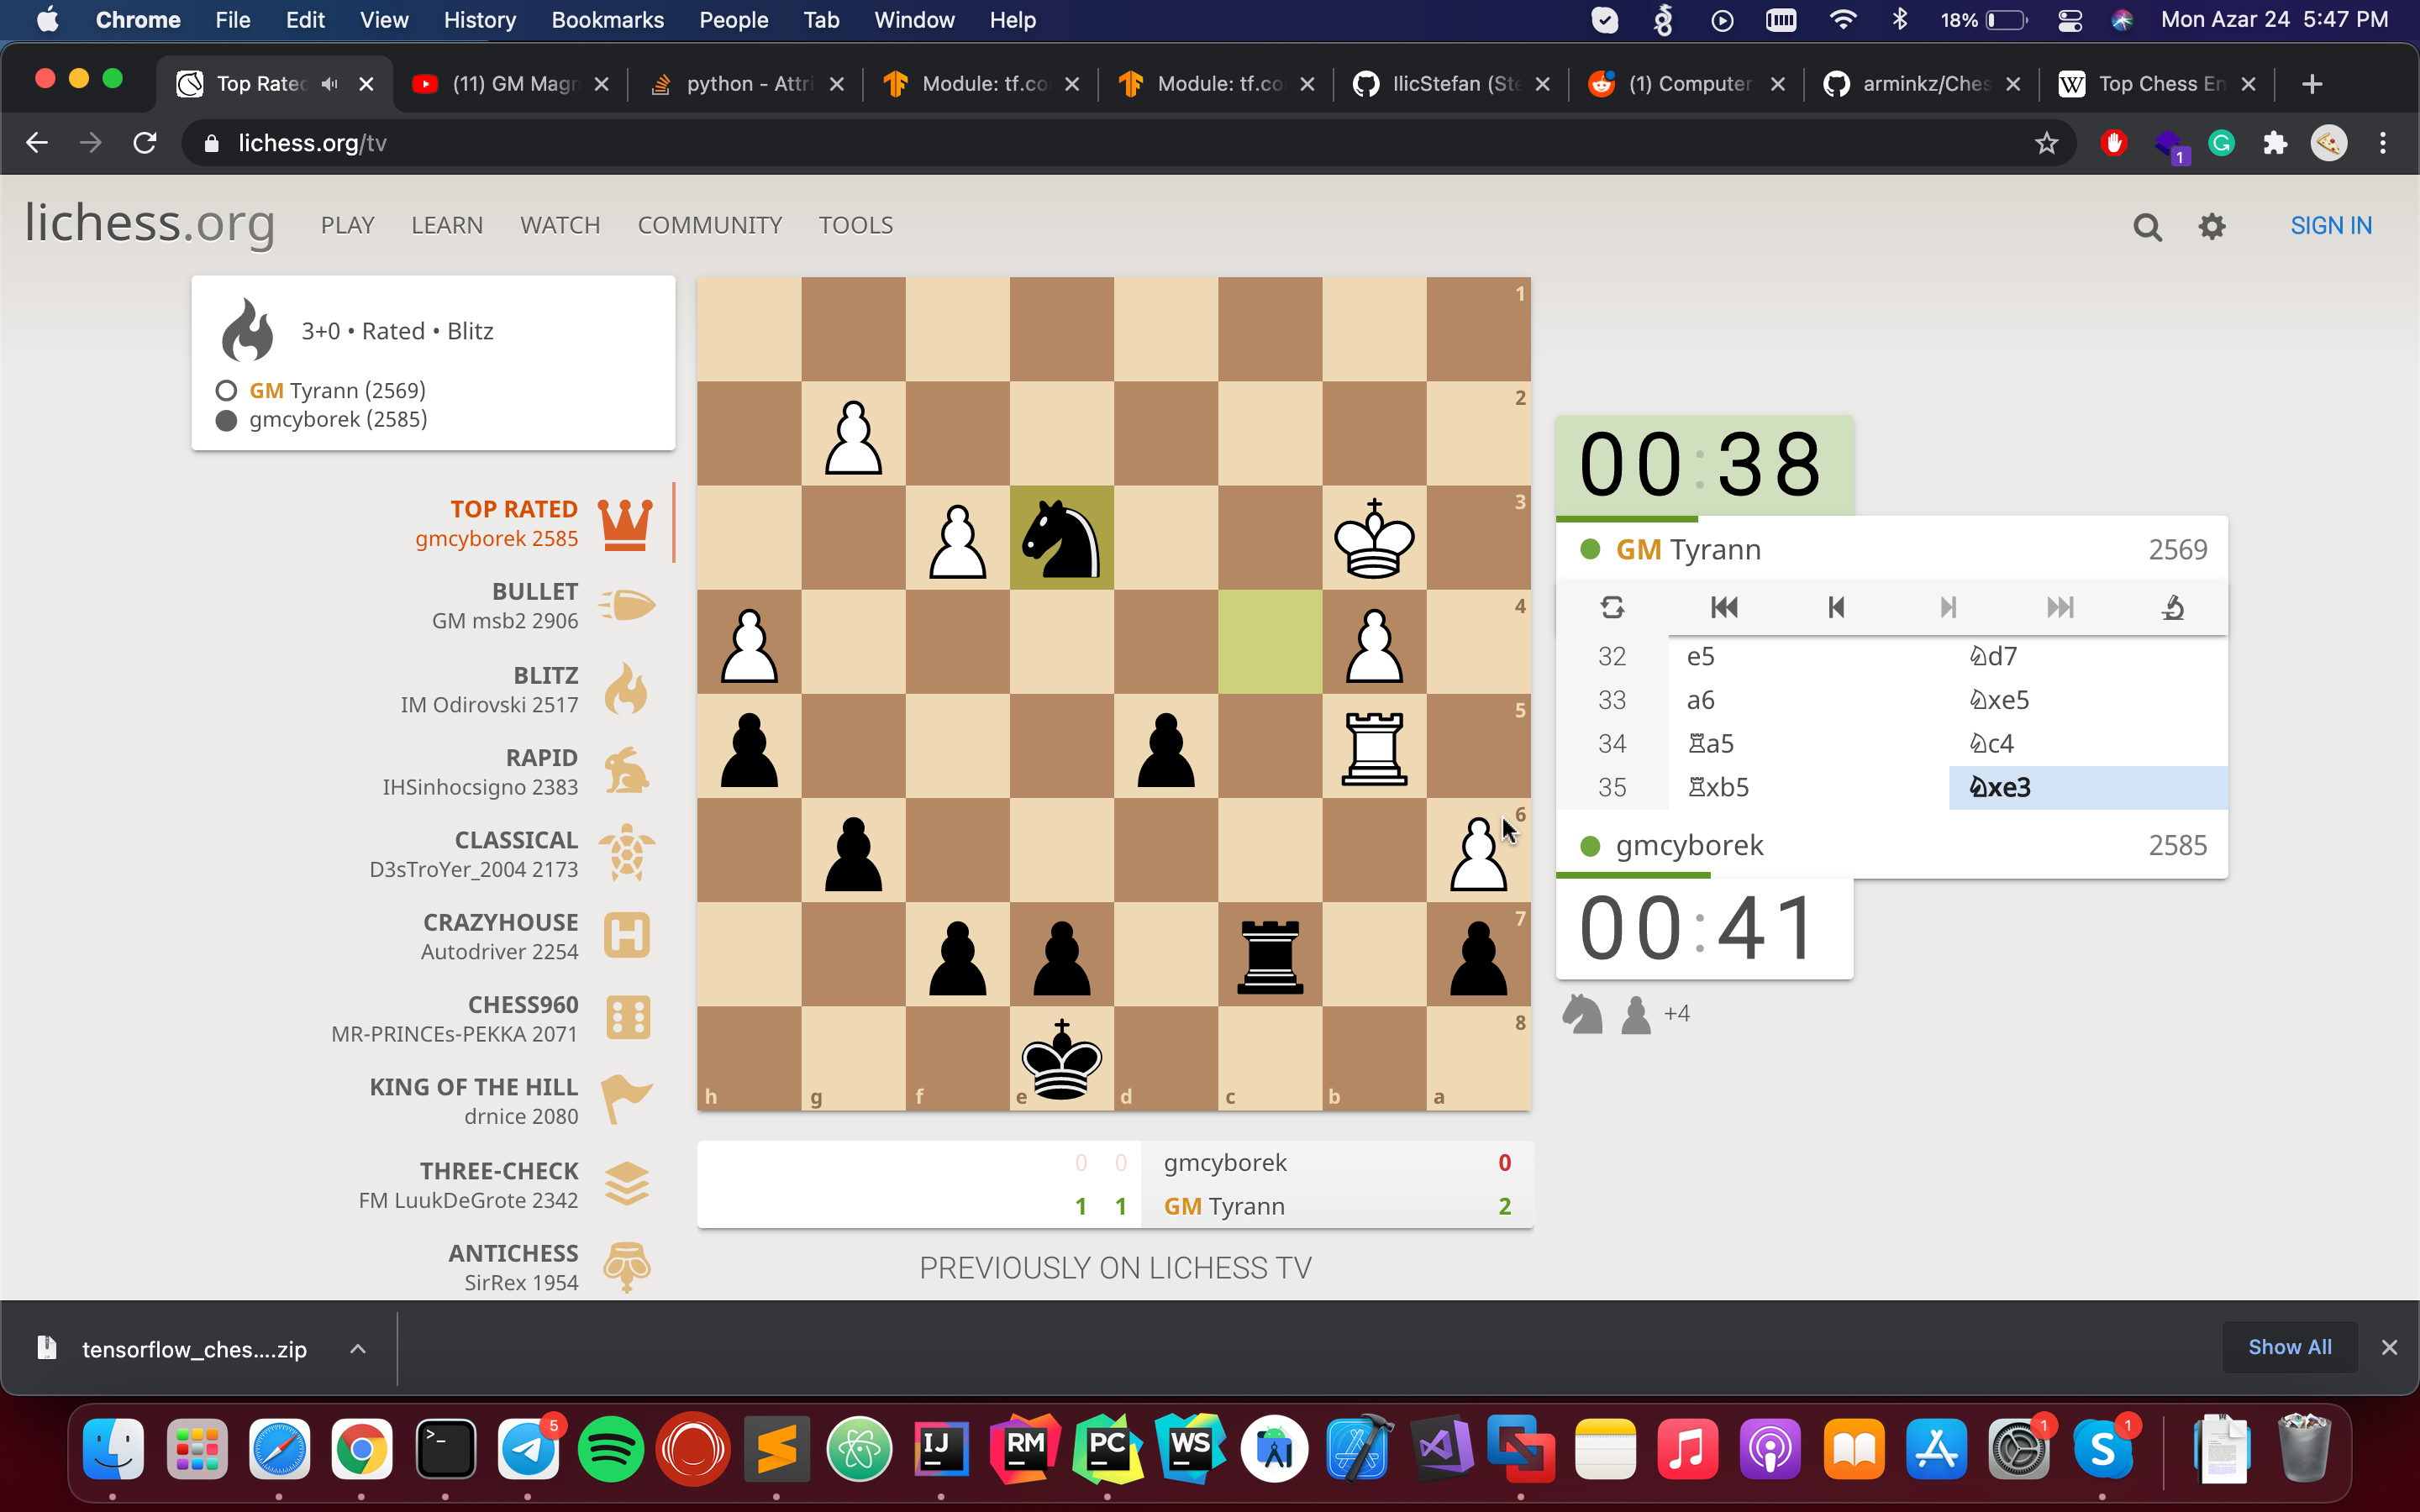 Chrome File Edit View History Bookmarks People Tab Window Help 18% Mon Azar 24 5:47 PM
Top Rated (11) GM Magn python - Attri Module: tf.co Module: tf.co IlicStefan (Ste (1) Computer arminkz/Ches Top Chess En
lichess.org/tv 1
lichess.org PLAY LEARN WATCH COMMUNITY TOOLS SIGN IN
3+0 • Rated • Blitz
GM Tyrann (2569)
gmcyborek (2585)
TOP RATED
gmcyborek 2585
BULLET
GM msb2 2906
BLITZ
IM Odirovski 2517
RAPID
IHSinhocsigno 2383
CLASSICAL
D3sTroYer_2004 2173
CRAZYHOUSE
Autodriver 2254
CHESS960
MR-PRINCEs-PEKKA 2071
KING OF THE HILL
drnice 2080
THREE-CHECK
FM LuukDeGrote 2342
ANTICHESS
SirRex 1954
1
2
3
4
5
6
7
8
h g f e d c b a
00:38
GM Tyrann 2569
32 e5 ♘d7
33 a6 ♘xe5
34 ♖a5 ♘c4
35 ♖xb5 ♘xe3
gmcyborek 2585
00:41
+4
0 0 gmcyborek 0
1 1 GM Tyrann 2
PREVIOUSLY ON LICHESS TV
tensorflow_ches....zip Show All
5 IJ RM PC WS 1 S 1